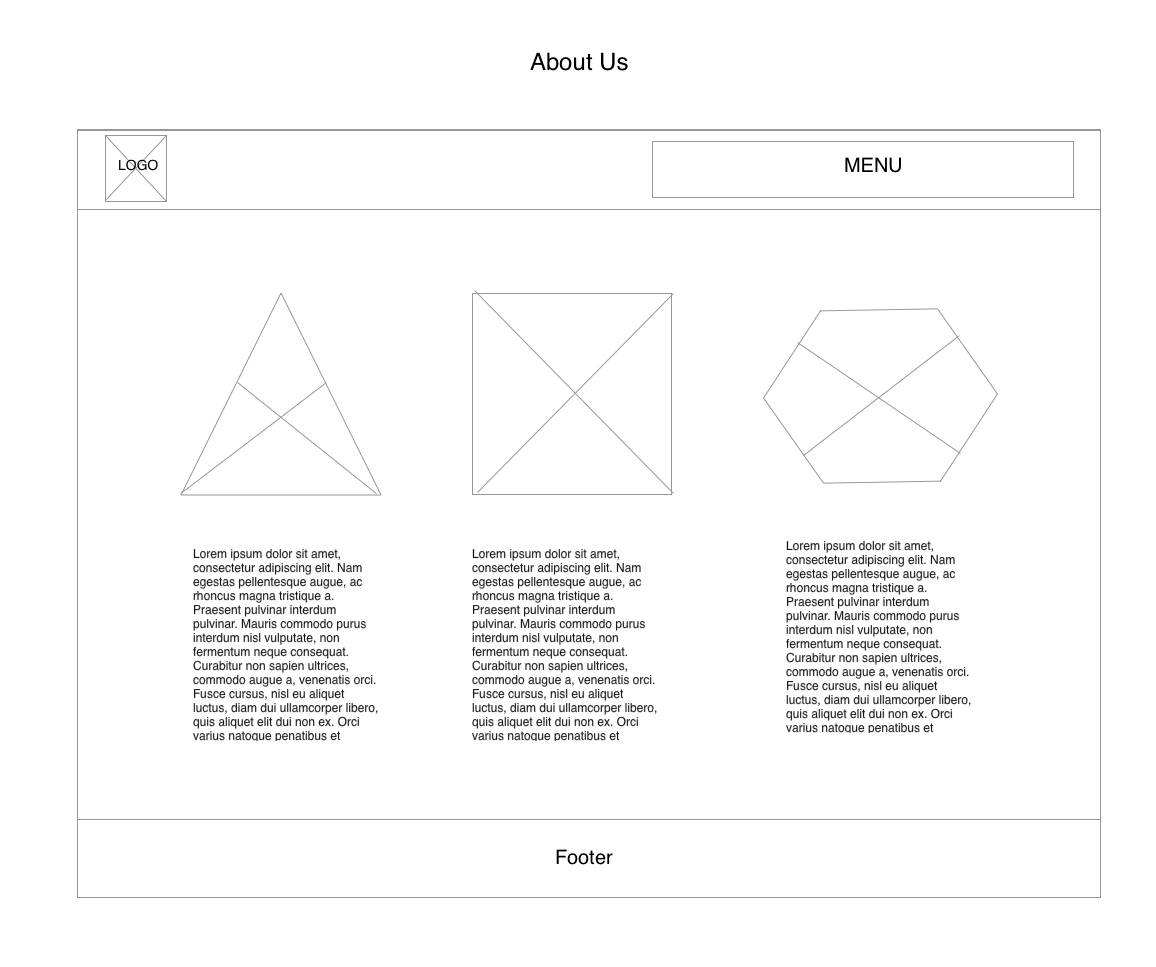 About Us
LOGO
MENU
Lorem ipsum dolor sit amet,
consectetur adipiscing elit. Nam
egestas pellentesque augue, ac
rhoncus magna tristique a.
Praesent pulvinar interdum
pulvinar. Mauris commodo purus
interdum nisl vulputate, non
fermentum neque consequat.
Curabitur non sapien ultrices,
commodo augue a, venenatis orci.
Fusce cursus, nisl eu aliquet
luctus, diam dui ullamcorper libero,
quis aliquet elit dui non ex. Orci
varius natoque penatibus et
Lorem ipsum dolor sit amet,
consectetur adipiscing elit. Nam
egestas pellentesque augue, ac
rhoncus magna tristique a.
Praesent pulvinar interdum
pulvinar. Mauris commodo purus
interdum nisl vulputate, non
fermentum neque consequat.
Curabitur non sapien ultrices,
commodo augue a, venenatis orci.
Fusce cursus, nisl eu aliquet
luctus, diam dui ullamcorper libero,
quis aliquet elit dui non ex. Orci
varius natoque penatibus et
Lorem ipsum dolor sit amet,
consectetur adipiscing elit. Nam
egestas pellentesque augue, ac
rhoncus magna tristique a.
Praesent pulvinar interdum
pulvinar. Mauris commodo purus
interdum nisl vulputate, non
fermentum neque consequat.
Curabitur non sapien ultrices,
commodo augue a, venenatis orci.
Fusce cursus, nisl eu aliquet
luctus, diam dui ullamcorper libero,
quis aliquet elit dui non ex. Orci
varius natoque penatibus et
Footer